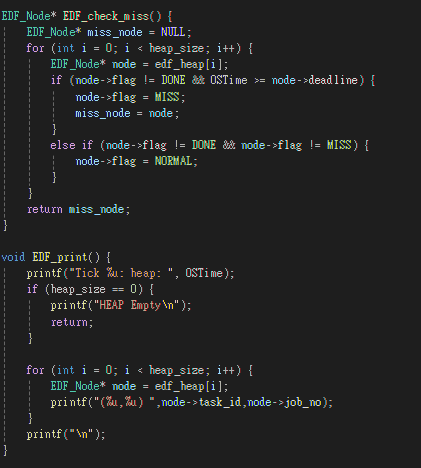 EDF_Node* EDF_check_miss() {
    EDF_Node* miss_node = NULL;
    for (int i = 0; i < heap_size; i++) {
        EDF_Node* node = edf_heap[i];
        if (node->flag != DONE && OSTime >= node->deadline) {
            node->flag = MISS;
            miss_node = node;
        }
        else if (node->flag != DONE && node->flag != MISS) {
            node->flag = NORMAL;
        }
    }
    return miss_node;
}

void EDF_print() {
    printf("Tick %u: heap: ", OSTime);
    if (heap_size == 0) {
        printf("HEAP Empty\n");
        return;
    }

    for (int i = 0; i < heap_size; i++) {
        EDF_Node* node = edf_heap[i];
        printf("(%u,%u) ",node->task_id,node->job_no);
    }
    printf("\n");
}